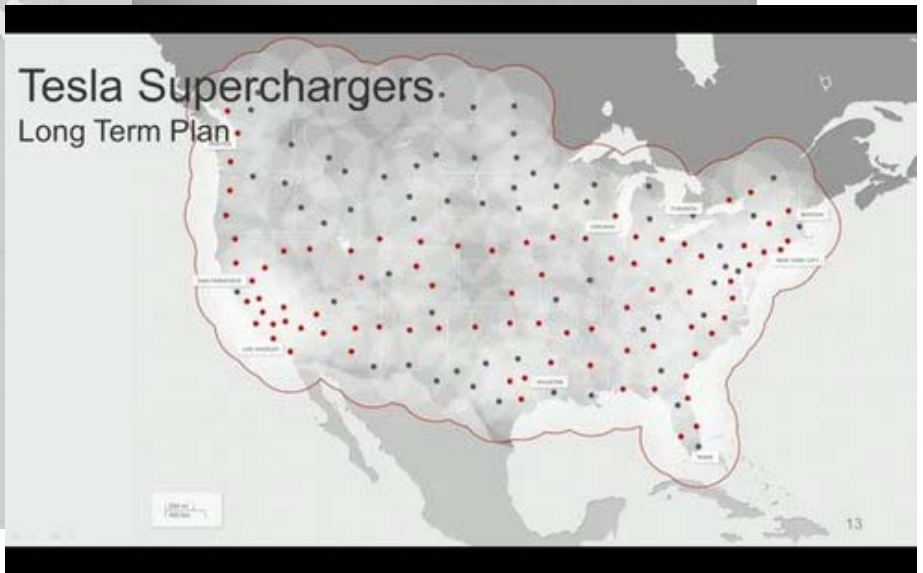 Tesla Superchargers
Long Term Plan
TORONTO
BOSTON
CHICAGO
NEW YORK CITY
SAN FRANCISCO
LOS ANGELES
HOUSTON
MIAMI
13